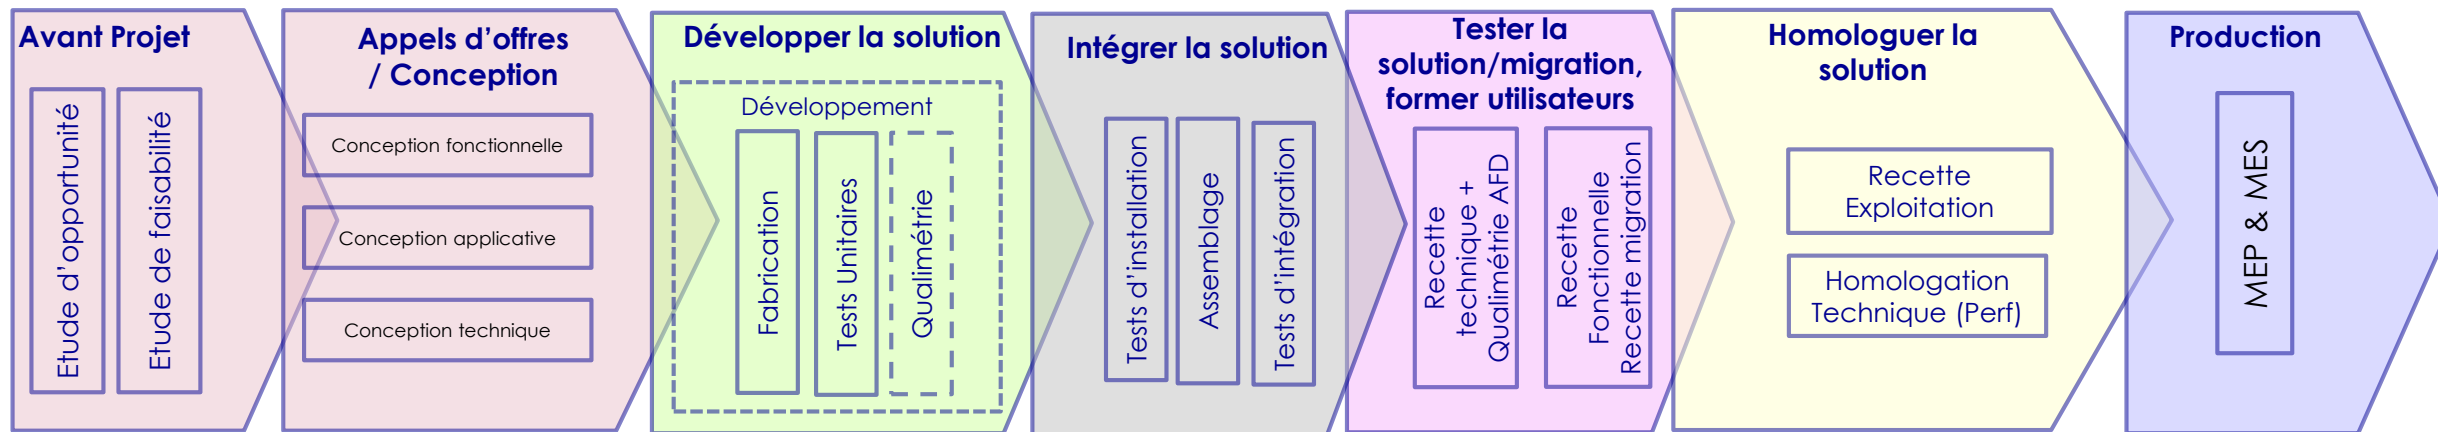 Avant Projet
Etude d'opportunité
Etude de faisabilité
Appels d'offres
/ Conception
Conception fonctionnelle
Conception applicative
Conception technique
Développer la solution
Développement
Fabrication
Tests Unitaires
Qualimétrie
Intégrer la solution
Tests d'installation
Assemblage
Tests d'intégration
Tester la
solution/migration,
former utilisateurs
Recette
technique +
Qualimétrie AFD
Recette
Fonctionnelle
Recette migration
Homologuer la
solution
Recette
Exploitation
Homologation
Technique (Perf)
Production
MEP & MES